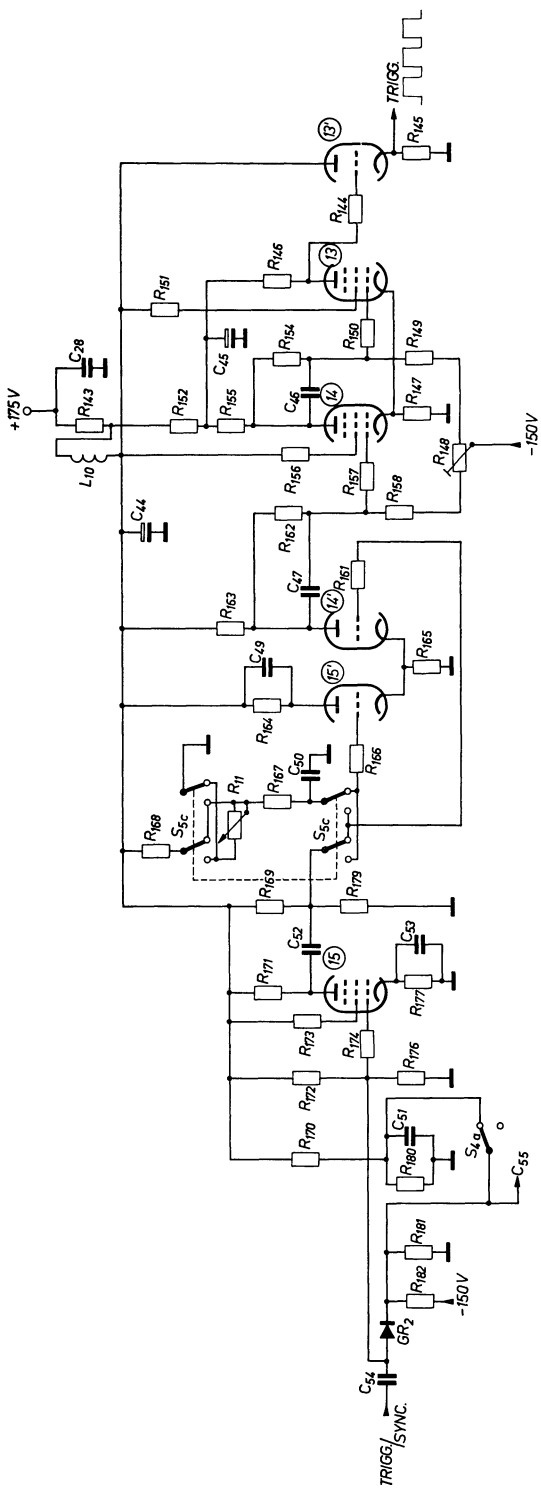 TRIGG./SYNC.
C54
GR2
R182
-150V
R181
C55
S4a
R180
C51
R170
R172
R173
R174
R176
R171
15
R177
C53
C52
R169
R179
R168
S5c
R11
S5c
R167
C50
R166
R164
C49
15'
R165
14'
R161
C47
R163
R162
C44
L10
R143
+175V
C28
R156
R157
R158
R152
R155
C45
C46
14
R154
R148
-150V
R147
R149
R150
R151
13
R146
R144
13'
R145
TRIGG.